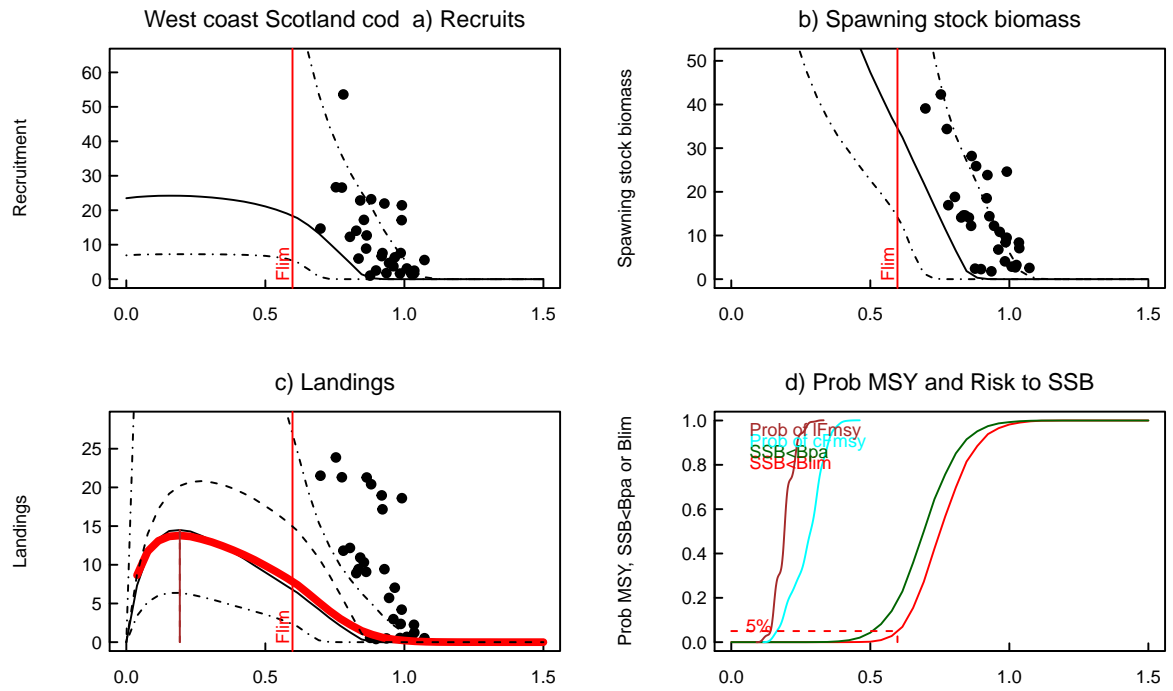 West coast Scotland cod a) Recruits
Recruitment
60
50
40
30
20
10
0
Flim
0.0 0.5 1.0 1.5
b) Spawning stock biomass
Spawning stock biomass
50
40
30
20
10
0
Flim
0.0 0.5 1.0 1.5
c) Landings
Landings
25
20
15
10
5
0
Flim
0.0 0.5 1.0 1.5
d) Prob MSY and Risk to SSB
Prob MSY, SSB<Bpa or Blim
1.0
0.8
0.6
0.4
0.2
0.0
Prob of lFmsy
Prob of cFmsy
SSB<Bpa
SSB<Blim
5%
0.0 0.5 1.0 1.5